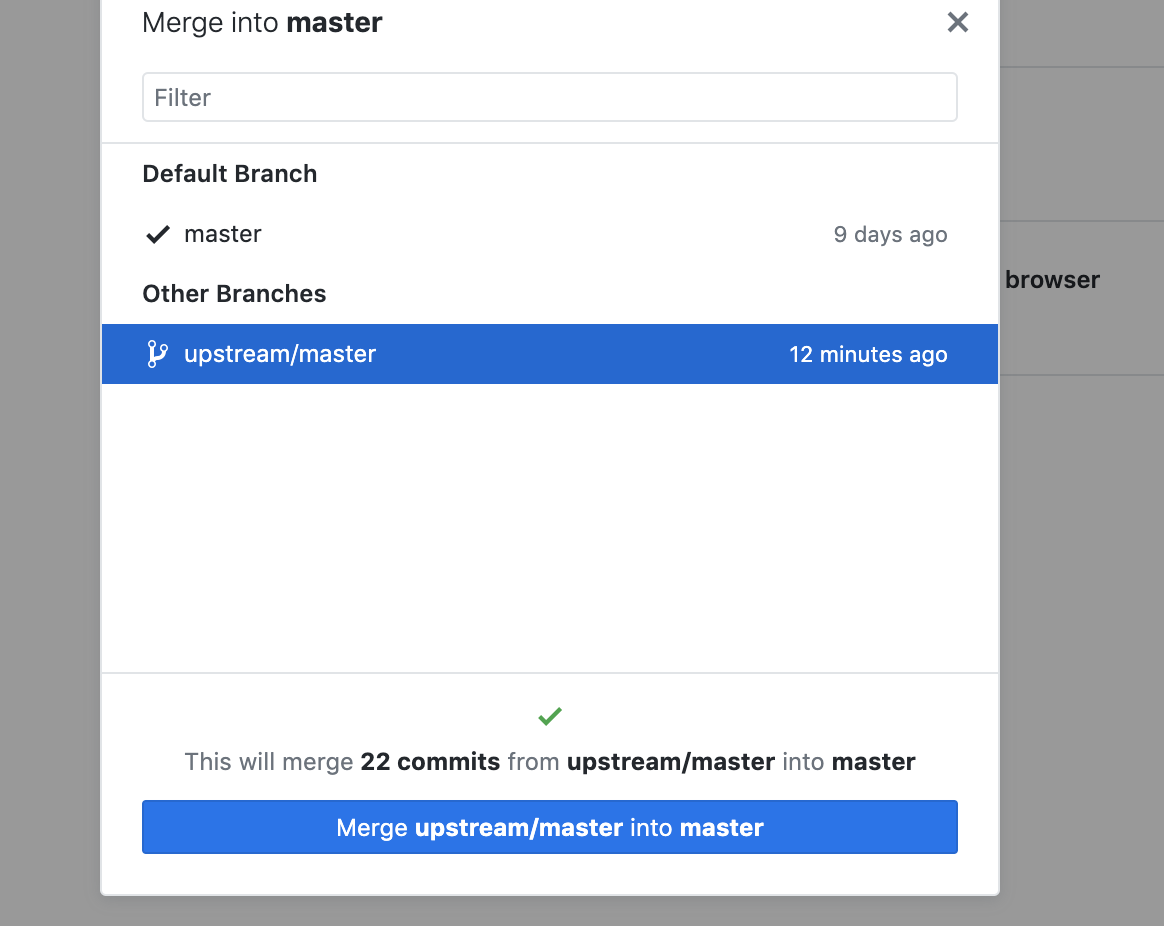 Merge into master
Filter
Default Branch
master 9 days ago
Other Branches
browser
upstream/master 12 minutes ago
This will merge 22 commits from upstream/master into master
Merge upstream/master into master